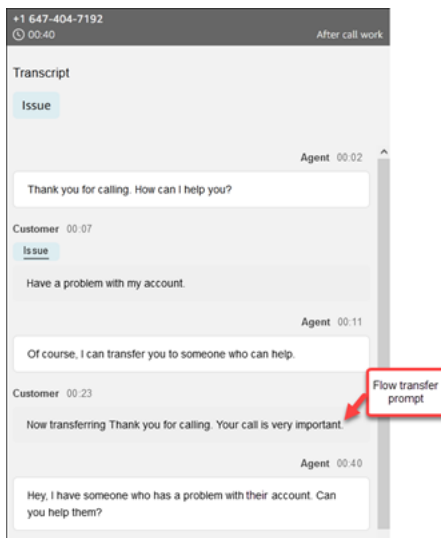 +1 647-404-7192
00:40 After call work
Transcript
Issue
Agent 00:02
Thank you for calling. How can I help you?
Customer 00:07
Issue
Have a problem with my account.
Agent 00:11
Of course, I can transfer you to someone who can help.
Customer 00:23
Flow transfer
prompt
Now transferring Thank you for calling. Your call is very important.
Agent 00:40
Hey, I have someone who has a problem with their account. Can
you help them?